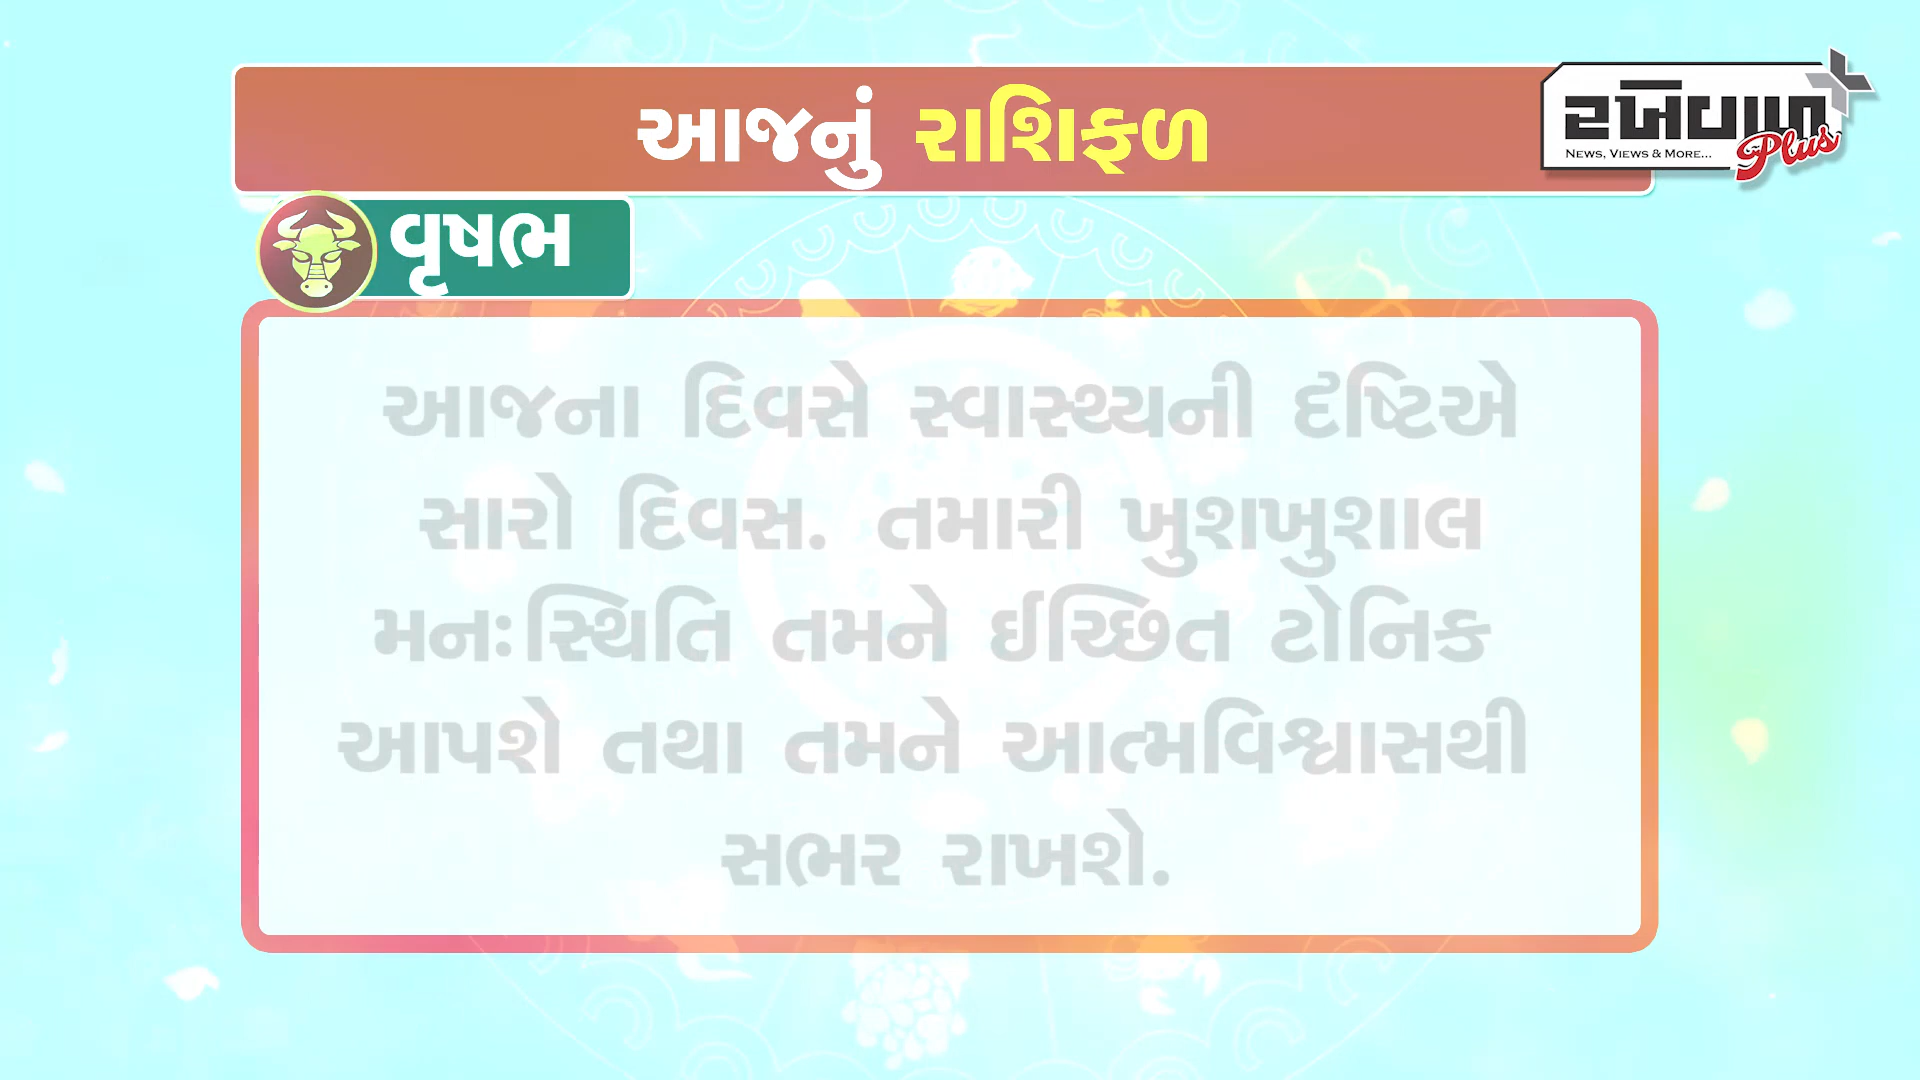 આજનું રાશિફળ
રખેવાળ
Plus
NEWS, VIEWS & MORE...
વૃષભ
આજના દિવસે સ્વાસ્થ્યની દૃષ્ટિએ
સારો દિવસ. તમારી ખુશખુશાલ
મનઃસ્થિતિ તમને ઈચ્છિત ટોનિક
આપશે તથા તમને આત્મવિશ્વાસથી
સભર રાખશે.